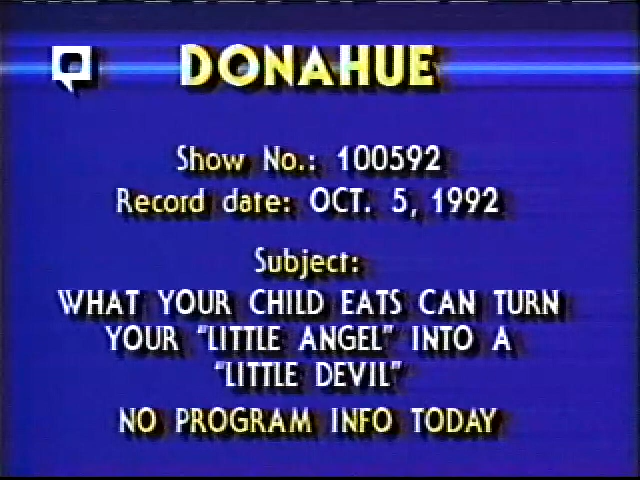 DONAHUE
Show No.: 100592
Record date: OCT. 5, 1992
Subject:
WHAT YOUR CHILD EATS CAN TURN
YOUR "LITTLE ANGEL" INTO A
"LITTLE DEVIL"
NO PROGRAM INFO TODAY